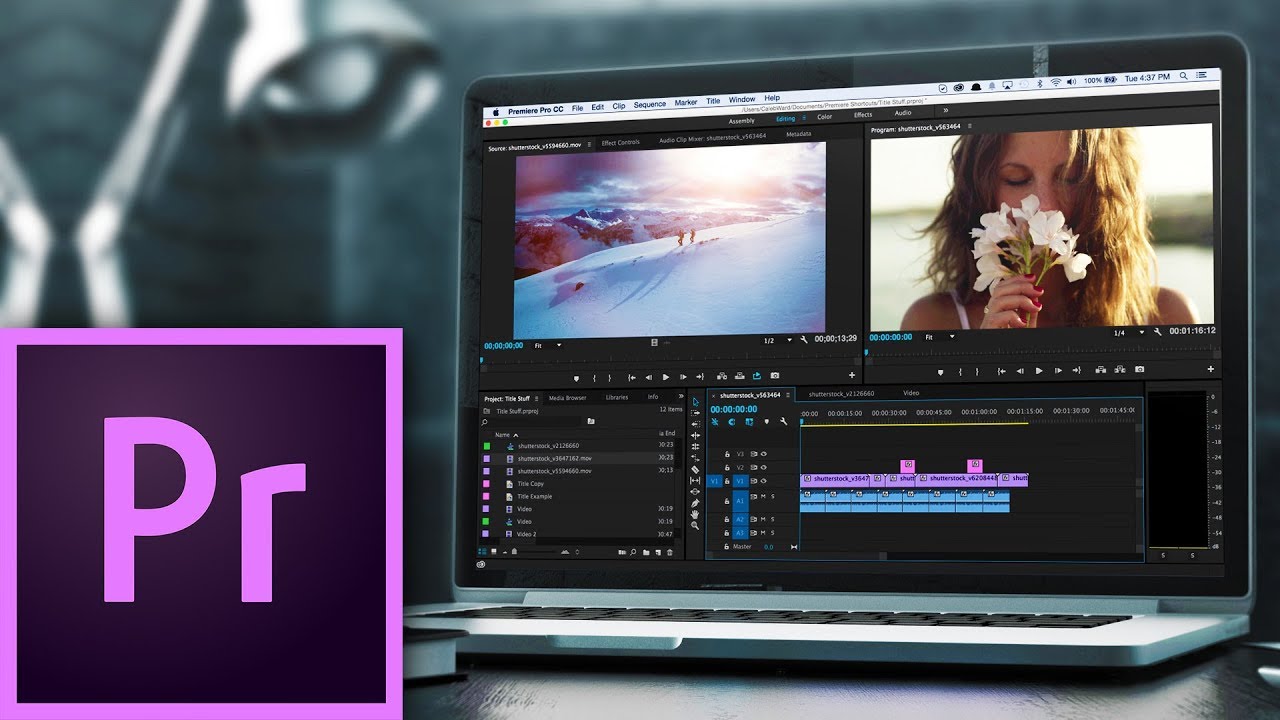 Premiere Pro CC File Edit Clip Sequence Marker Title Window Help
100% Tue 4:37 PM
/Users/CalebWard/Documents/Premiere Shortcuts/Title Stuff.prproj *
Assembly Editing Color Effects Audio »
Source: shutterstock_v5594660.mov Effect Controls Audio Clip Mixer: shutterstock_v563464 Metadata
Program: shutterstock_v563464
00;00;00;00 Fit 1/2 00;00;13;29
00:00:00:00 Fit 1/4 00:01:16:12
Project: Title Stuff Media Browser Libraries Info »
Title Stuff.prproj 12 Items
Name ia End
shutterstock_v2126660 00:23
shutterstock_v3647162.mov 00;23
shutterstock_v5594660.mov 00;13
Title Copy
Title Example
Video 00:19
Video 00:19
Video 2 00:47
× shutterstock_v563464 shutterstock_v2126660 Video
00:00:00:00
:00:00 00:00:15:00 00:00:30:00 00:00:45:00 00:01:00:00 00:01:15:00 00:01:30:00 00:01:45:00
V3
V2
V1 V1 shutterstock_v3647 shutt shutterstock_v6208448 shutt
A1 M S
A2 M S
A3 M S
Master 0.0
0
-6
-12
-18
-24
-30
-36
-42
-48
-54
dB
S S
Pr